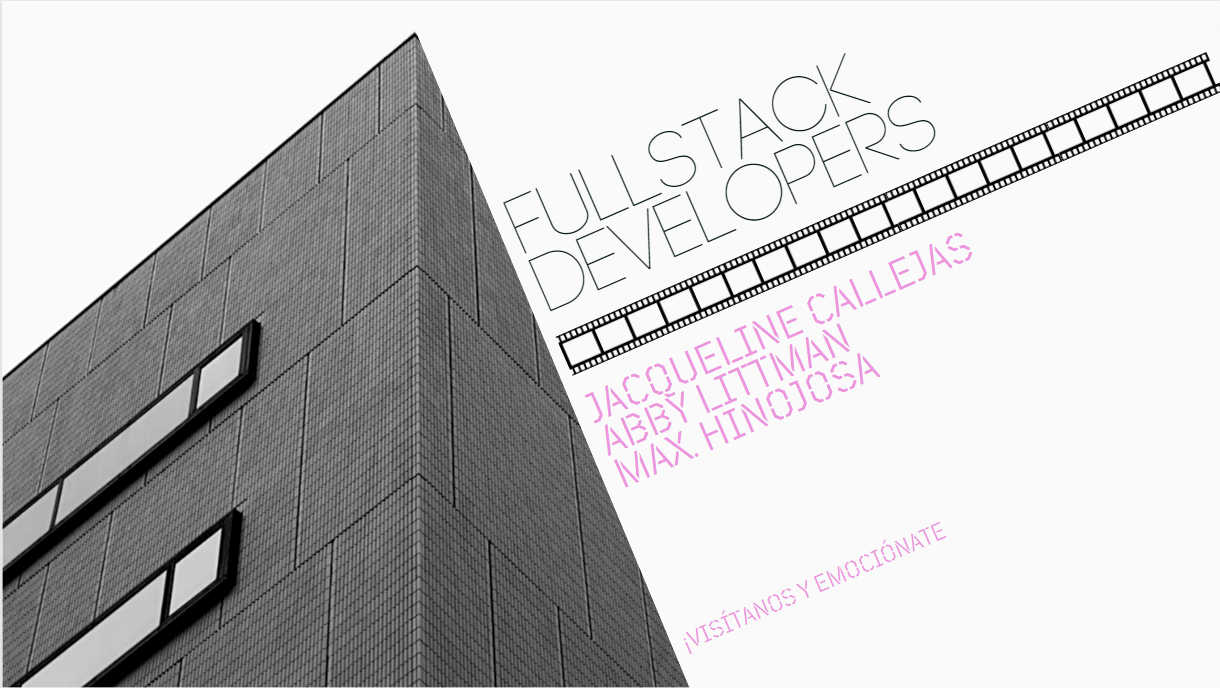 FULLSTACK
DEVELOPERS
JACQUELINE CALLEJAS
ABBY LITTMAN
MAX. HINOJOSA
¡VISÍTANOS Y EMOCIÓNATE